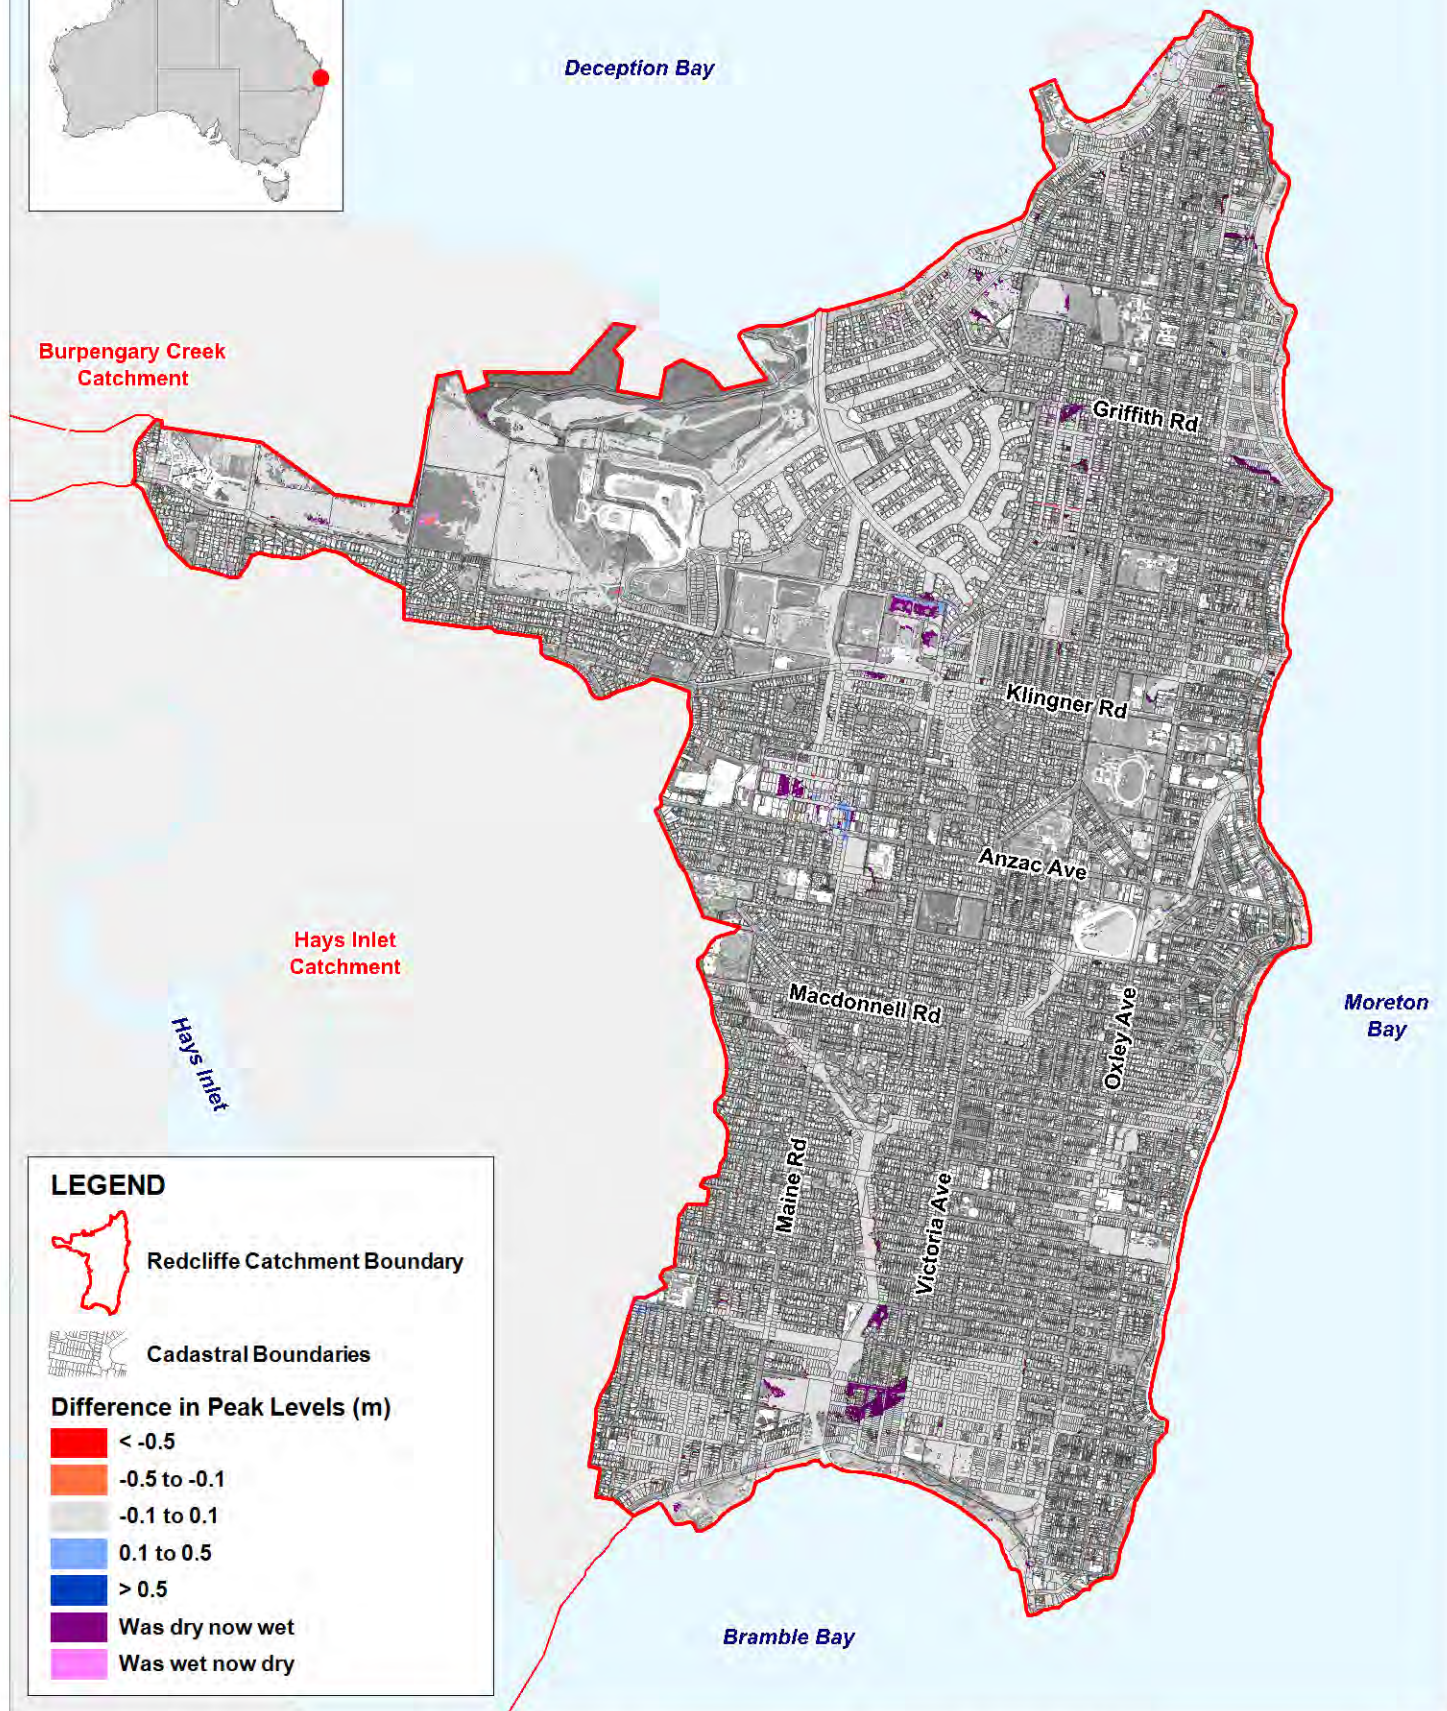 Deception Bay
Burpengary Creek
Catchment
Griffith Rd
Klingner Rd
Anzac Ave
Hays Inlet
Catchment
Macdonnell Rd
Oxley Ave
Moreton
Bay
Hays Inlet
Maine Rd
Victoria Ave
LEGEND
Redcliffe Catchment Boundary
Cadastral Boundaries
Difference in Peak Levels (m)
< -0.5
-0.5 to -0.1
-0.1 to 0.1
0.1 to 0.5
> 0.5
Was dry now wet
Was wet now dry
Bramble Bay